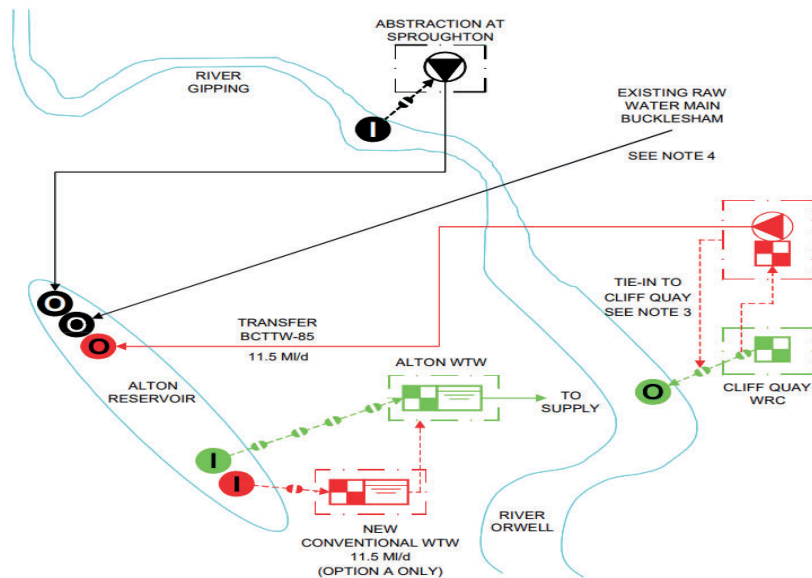 ABSTRACTION AT
SPROUGHTON
RIVER
GIPPING
EXISTING RAW
WATER MAIN
BUCKLESHAM
SEE NOTE 4
I
TIE-IN TO
CLIFF QUAY
SEE NOTE 3
O
O
O
TRANSFER
BCTTW-85
11.5 Ml/d
ALTON
RESERVOIR
ALTON WTW
TO
SUPPLY
O
CLIFF QUAY
WRC
I
I
NEW
CONVENTIONAL WTW
11.5 Ml/d
(OPTION A ONLY)
RIVER
ORWELL